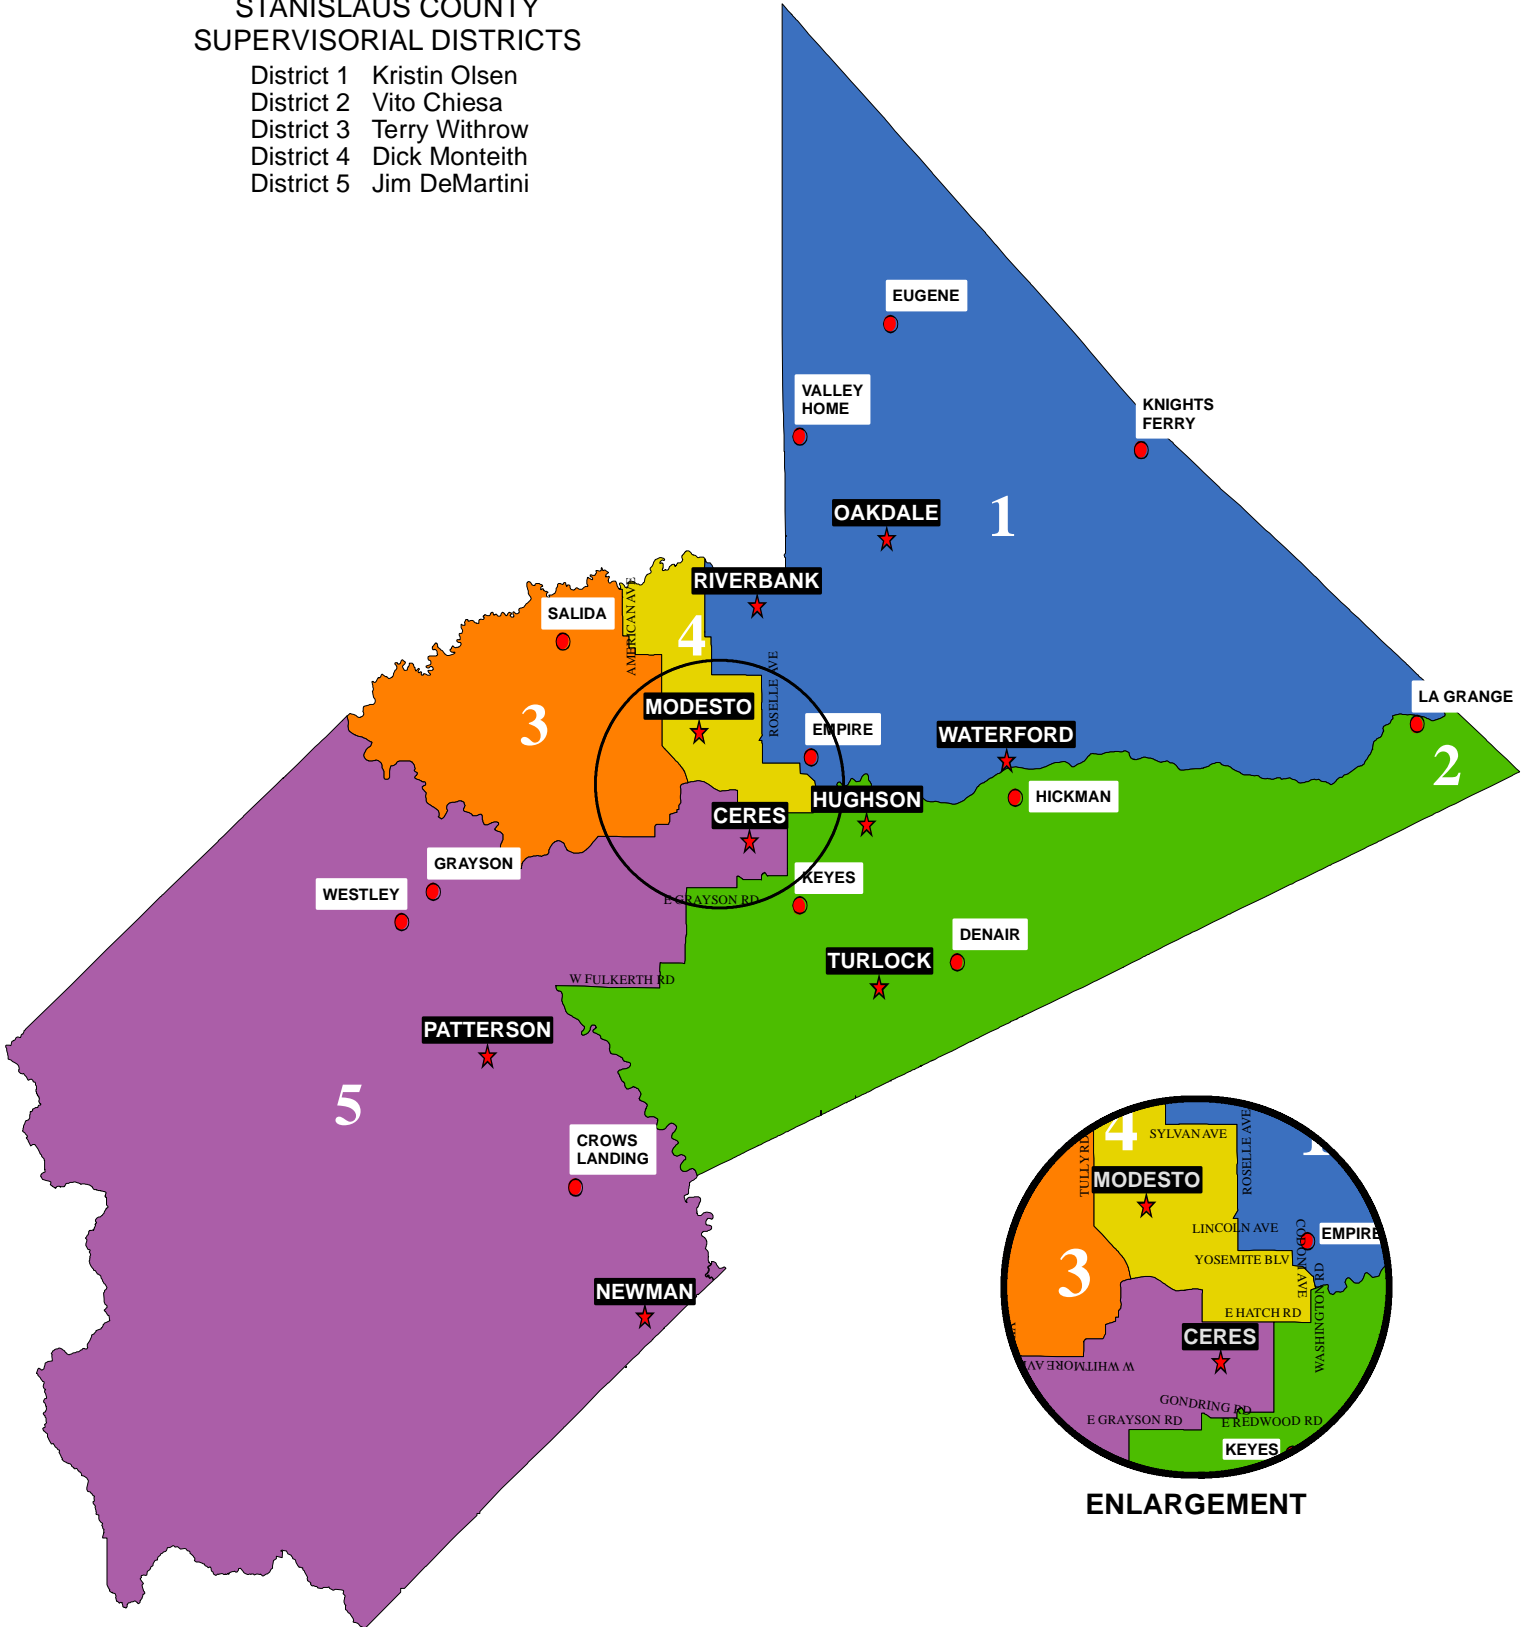 STANISLAUS COUNTY
SUPERVISORIAL DISTRICTS
District 1 Kristin Olsen
District 2 Vito Chiesa
District 3 Terry Withrow
District 4 Dick Monteith
District 5 Jim DeMartini
EUGENE
VALLEY
HOME
KNIGHTS
FERRY
OAKDALE
1
RIVERBANK
SALIDA
AMERICAN AVE
4
ROSELLE AVE
LA GRANGE
MODESTO
3
EMPIRE
WATERFORD
2
HICKMAN
HUGHSON
CERES
GRAYSON
WESTLEY
KEYES
E GRAYSON RD
DENAIR
TURLOCK
W FULKERTH RD
PATTERSON
5
CROWS
LANDING
NEWMAN
4
SYLVAN AVE
ROSELLE AVE
1
TULLY RD
MODESTO
LINCOLN AVE
CODONI AVE
EMPIRE
YOSEMITE BLV
3
WASHINGTON RD
E HATCH RD
CERES
W WHITMORE AV
GONDRING RD
E GRAYSON RD
E REDWOOD RD
KEYES
ENLARGEMENT